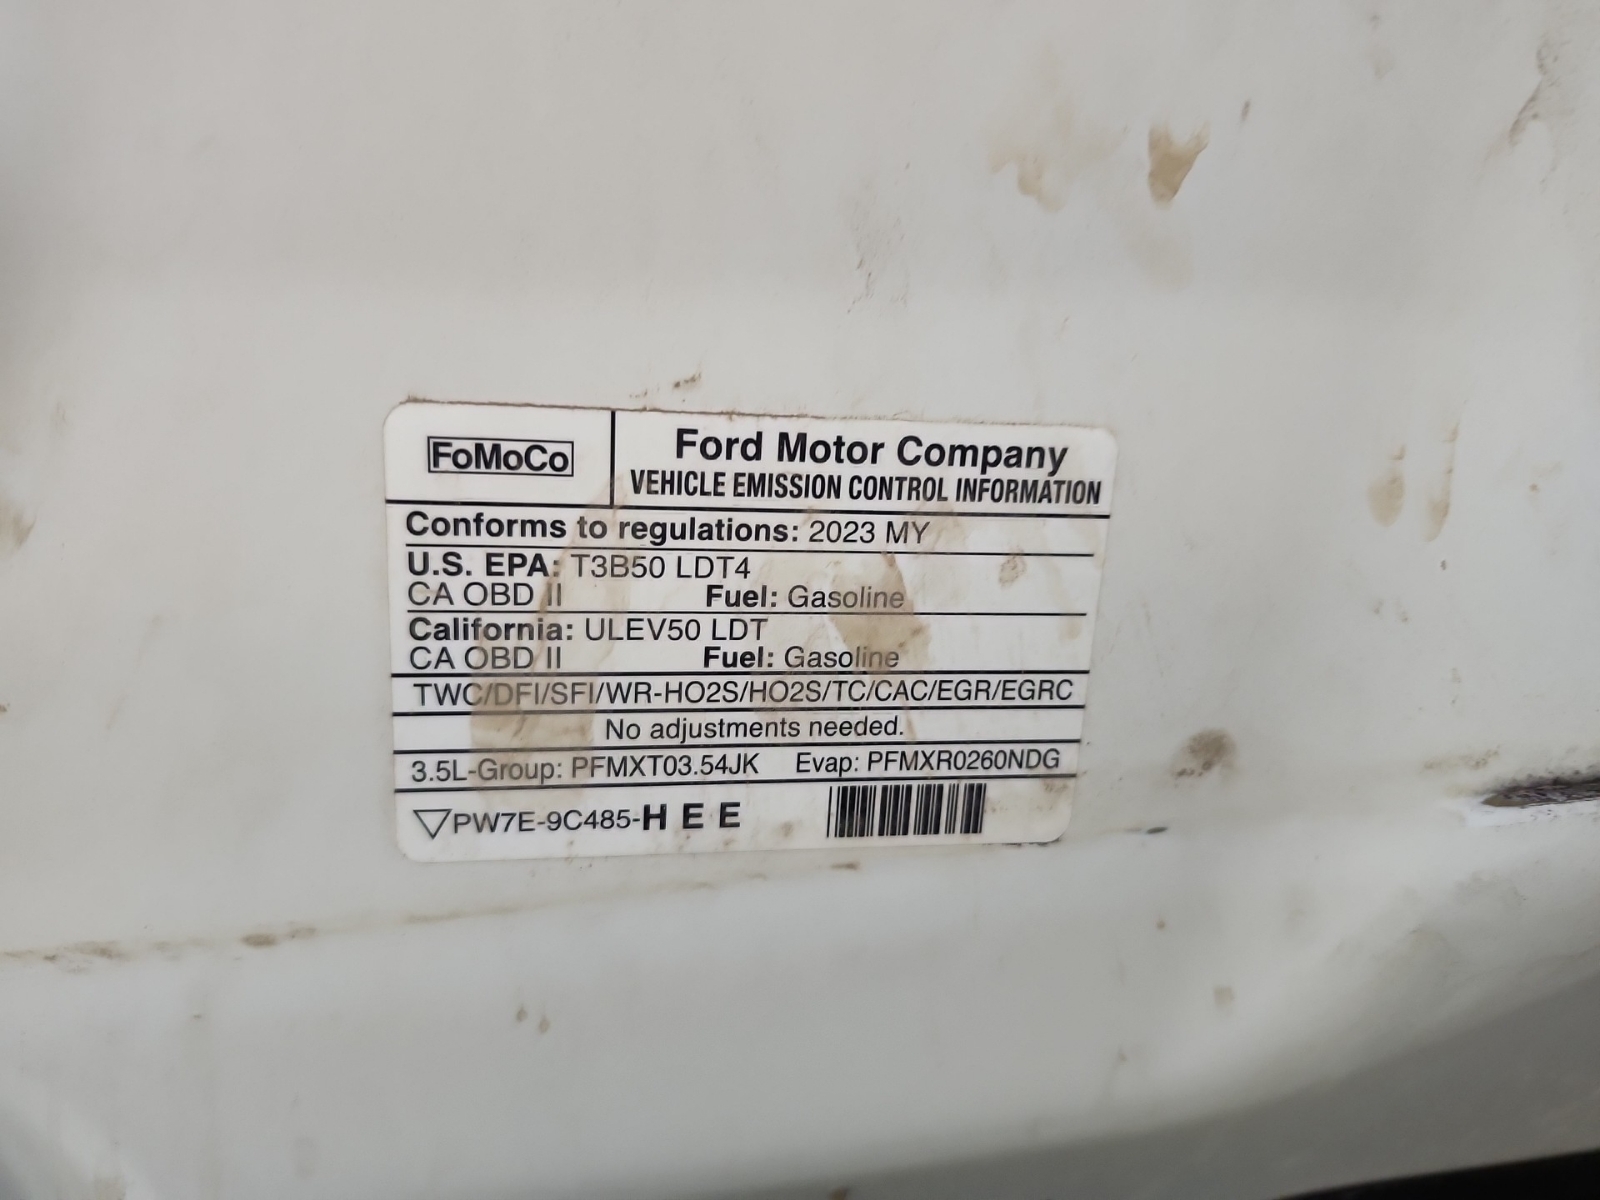 FoMoCo
Ford Motor Company
VEHICLE EMISSION CONTROL INFORMATION
Conforms to regulations: 2023 MY
U.S. EPA: T3B50 LDT4
CA OBD II Fuel: Gasoline
California: ULEV50 LDT
CA OBD II Fuel: Gasoline
TWC/DFI/SFI/WR-HO2S/HO2S/TC/CAC/EGR/EGRC
No adjustments needed.
3.5L-Group: PFMXT03.54JK Evap: PFMXR0260NDG
PW7E-9C485-H E E